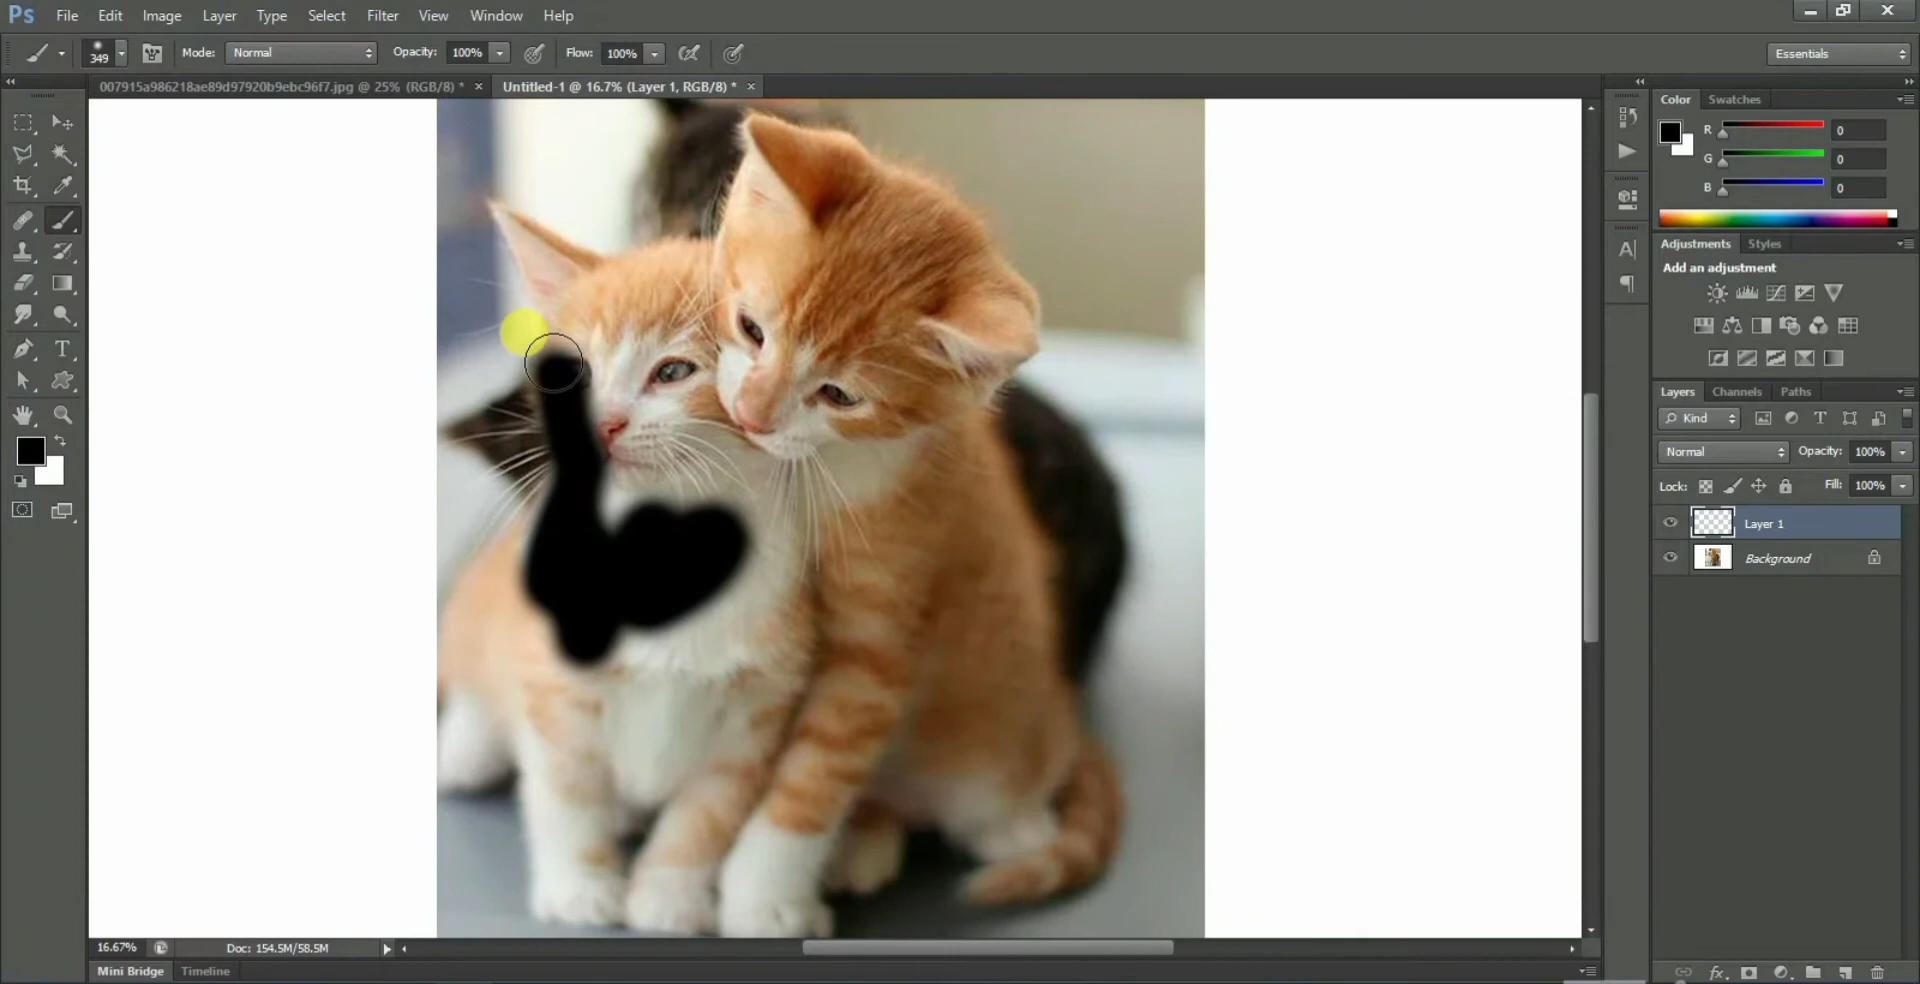 Ps File Edit Image Layer Type Select Filter View Window Help
349 Mode: Normal Opacity: 100% Flow: 100% Essentials
007915a986218ae89d97920b9ebc96f7.jpg @ 25% (RGB/8) * × Untitled-1 @ 16.7% (Layer 1, RGB/8) * ×
Color Swatches
R 0
G 0
B 0
Adjustments Styles
Add an adjustment
Layers Channels Paths
Kind
Normal Opacity: 100%
Lock: Fill: 100%
Layer 1
Background
16.67% Doc: 154.5M/58.5M
Mini Bridge Timeline